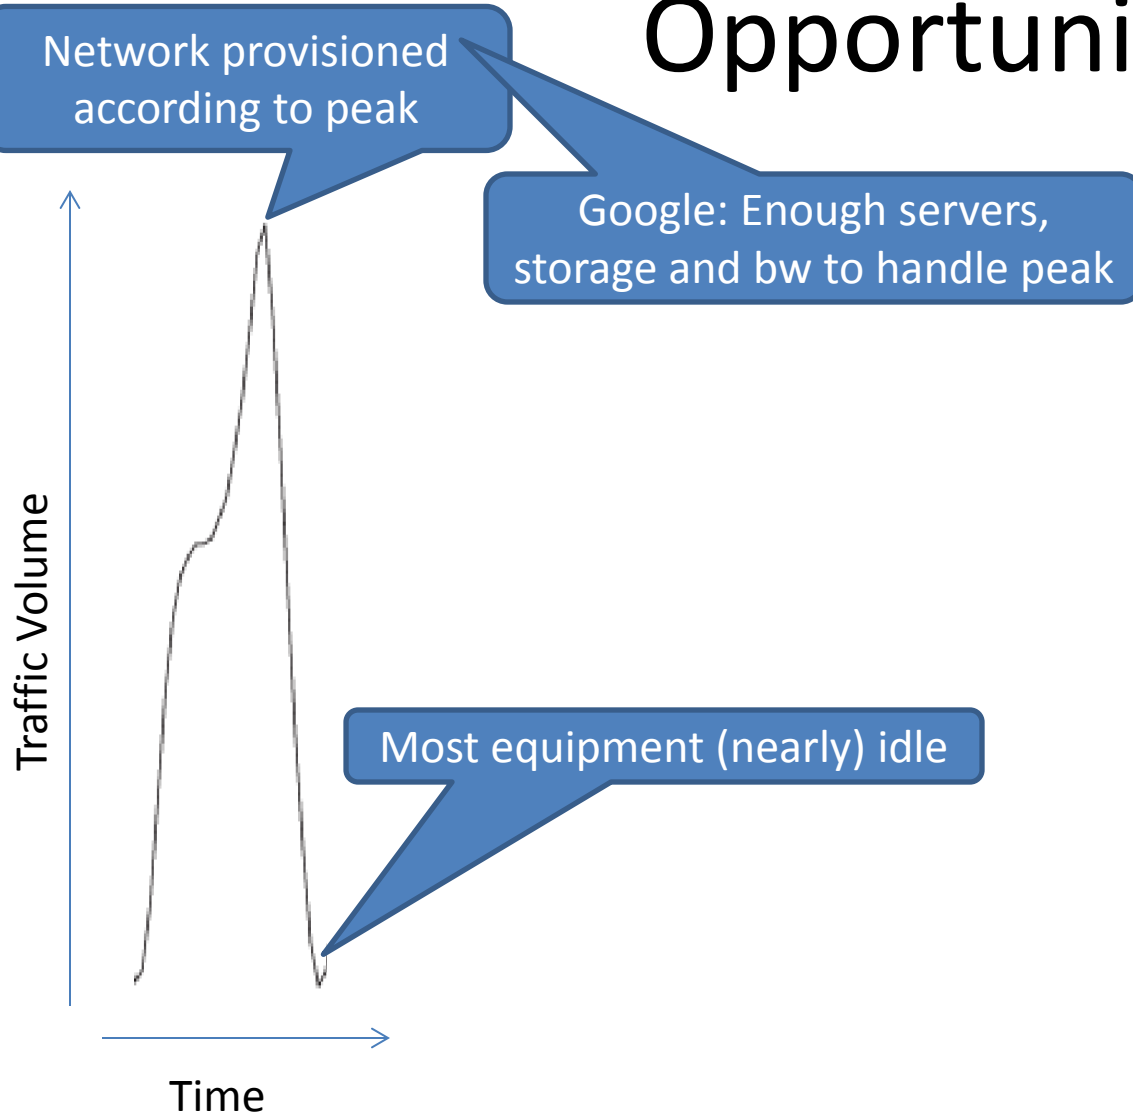 Opportuni
Network provisioned
according to peak
Google: Enough servers,
storage and bw to handle peak
Traffic Volume
Most equipment (nearly) idle
Time